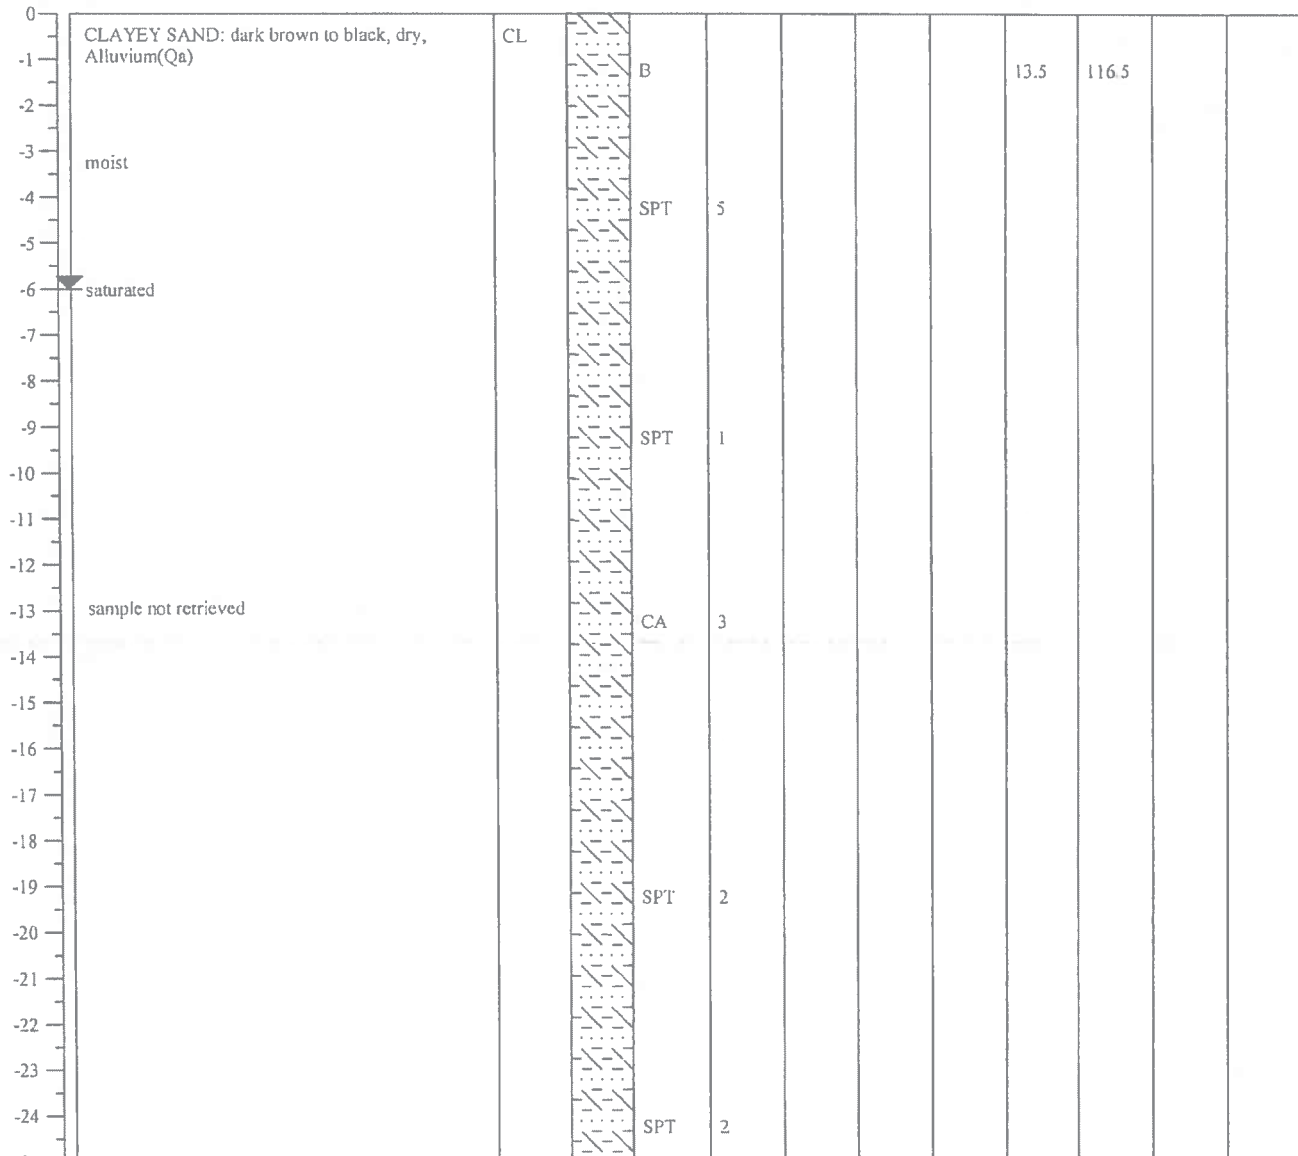 0
CLAYEY SAND: dark brown to black, dry, CL
Alluvium(Qa)
-1
B 13.5 116.5
-2
-3
moist
-4
SPT 5
-5
-6 saturated
-7
-8
-9
SPT 1
-10
-11
-12
-13 sample not retrieved
CA 3
-14
-15
-16
-17
-18
-19
SPT 2
-20
-21
-22
-23
-24
SPT 2